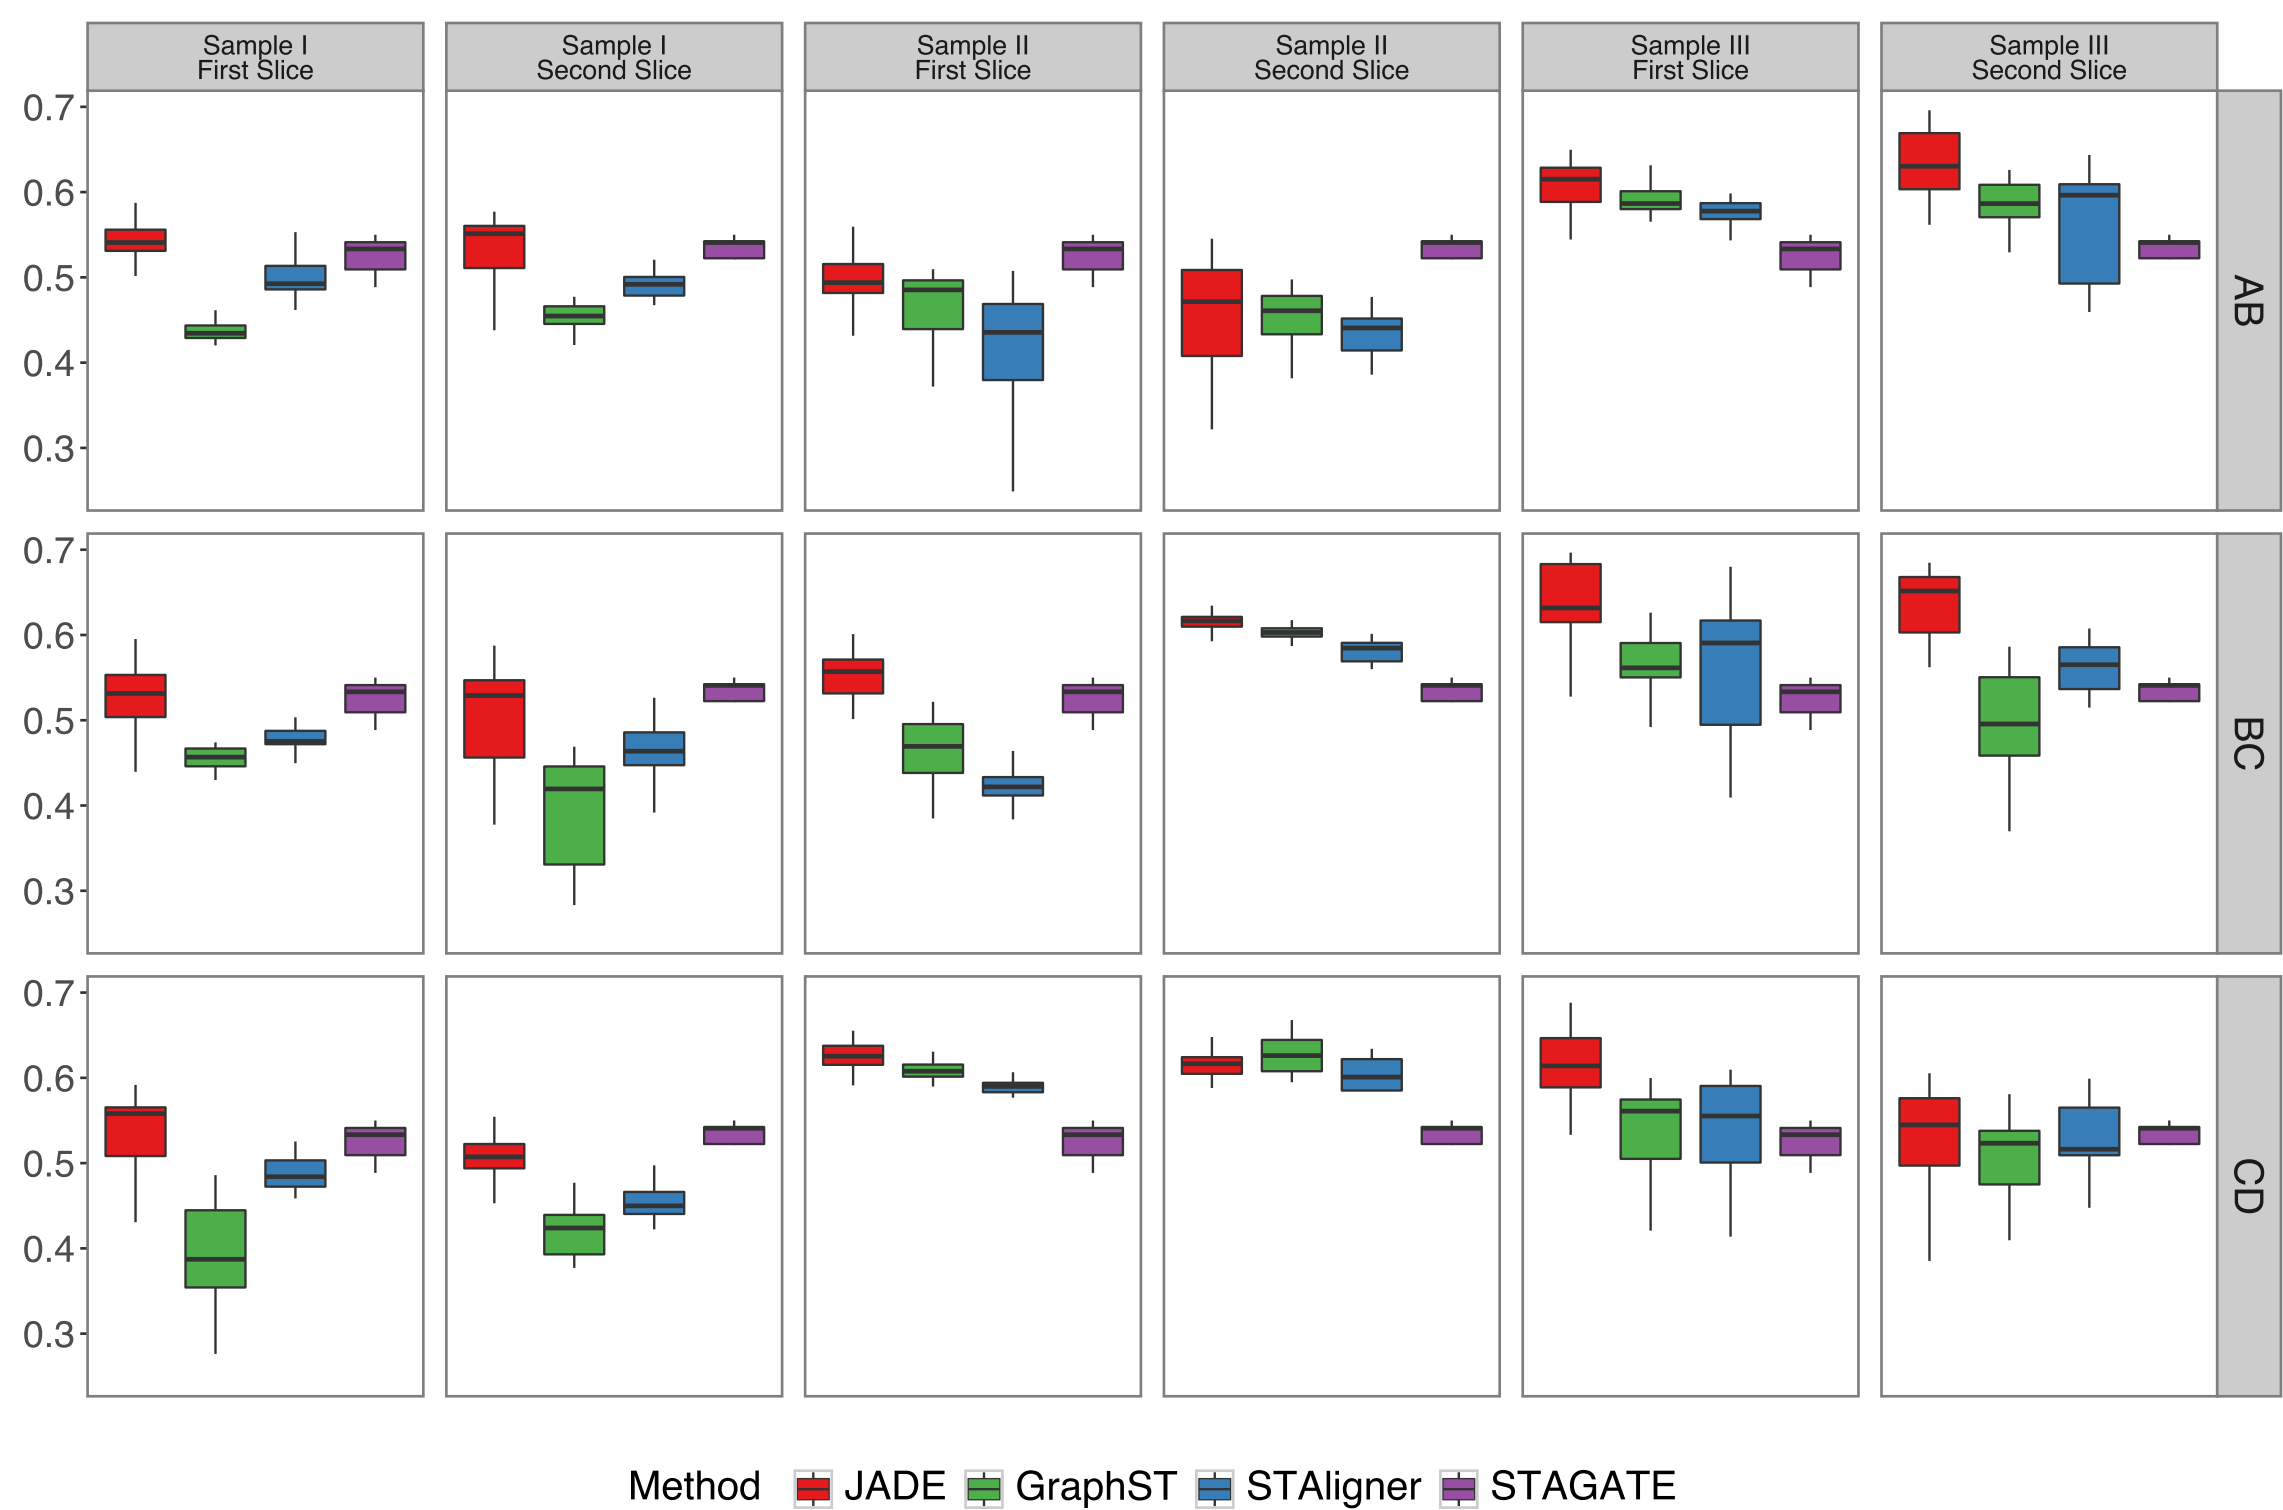 Sample I
First Slice
Sample I
Second Slice
Sample II
First Slice
Sample II
Second Slice
Sample III
First Slice
Sample III
Second Slice
0.7
0.6
0.5
0.4
0.3
AB
0.7
0.6
0.5
0.4
0.3
BC
0.7
0.6
0.5
0.4
0.3
CD
Method JADE GraphST STAligner STAGATE